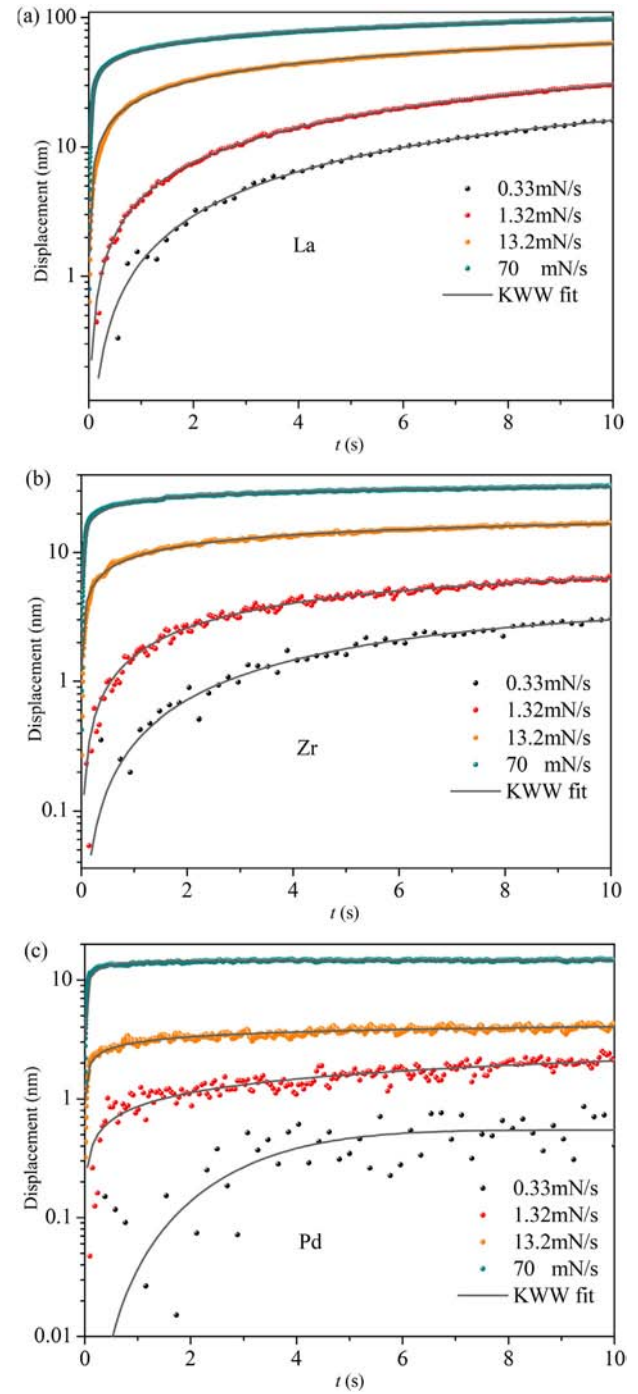 (a)
100
10
1
Displacement (nm)
0.33mN/s
1.32mN/s
13.2mN/s
70 mN/s
KWW fit
La
0 2 4 6 8 10
t (s)
(b)
10
1
0.1
Displacement (nm)
0.33mN/s
1.32mN/s
13.2mN/s
70 mN/s
KWW fit
Zr
0 2 4 6 8 10
t (s)
(c)
10
1
0.1
0.01
Displacement (nm)
0.33mN/s
1.32mN/s
13.2mN/s
70 mN/s
KWW fit
Pd
0 2 4 6 8 10
t (s)